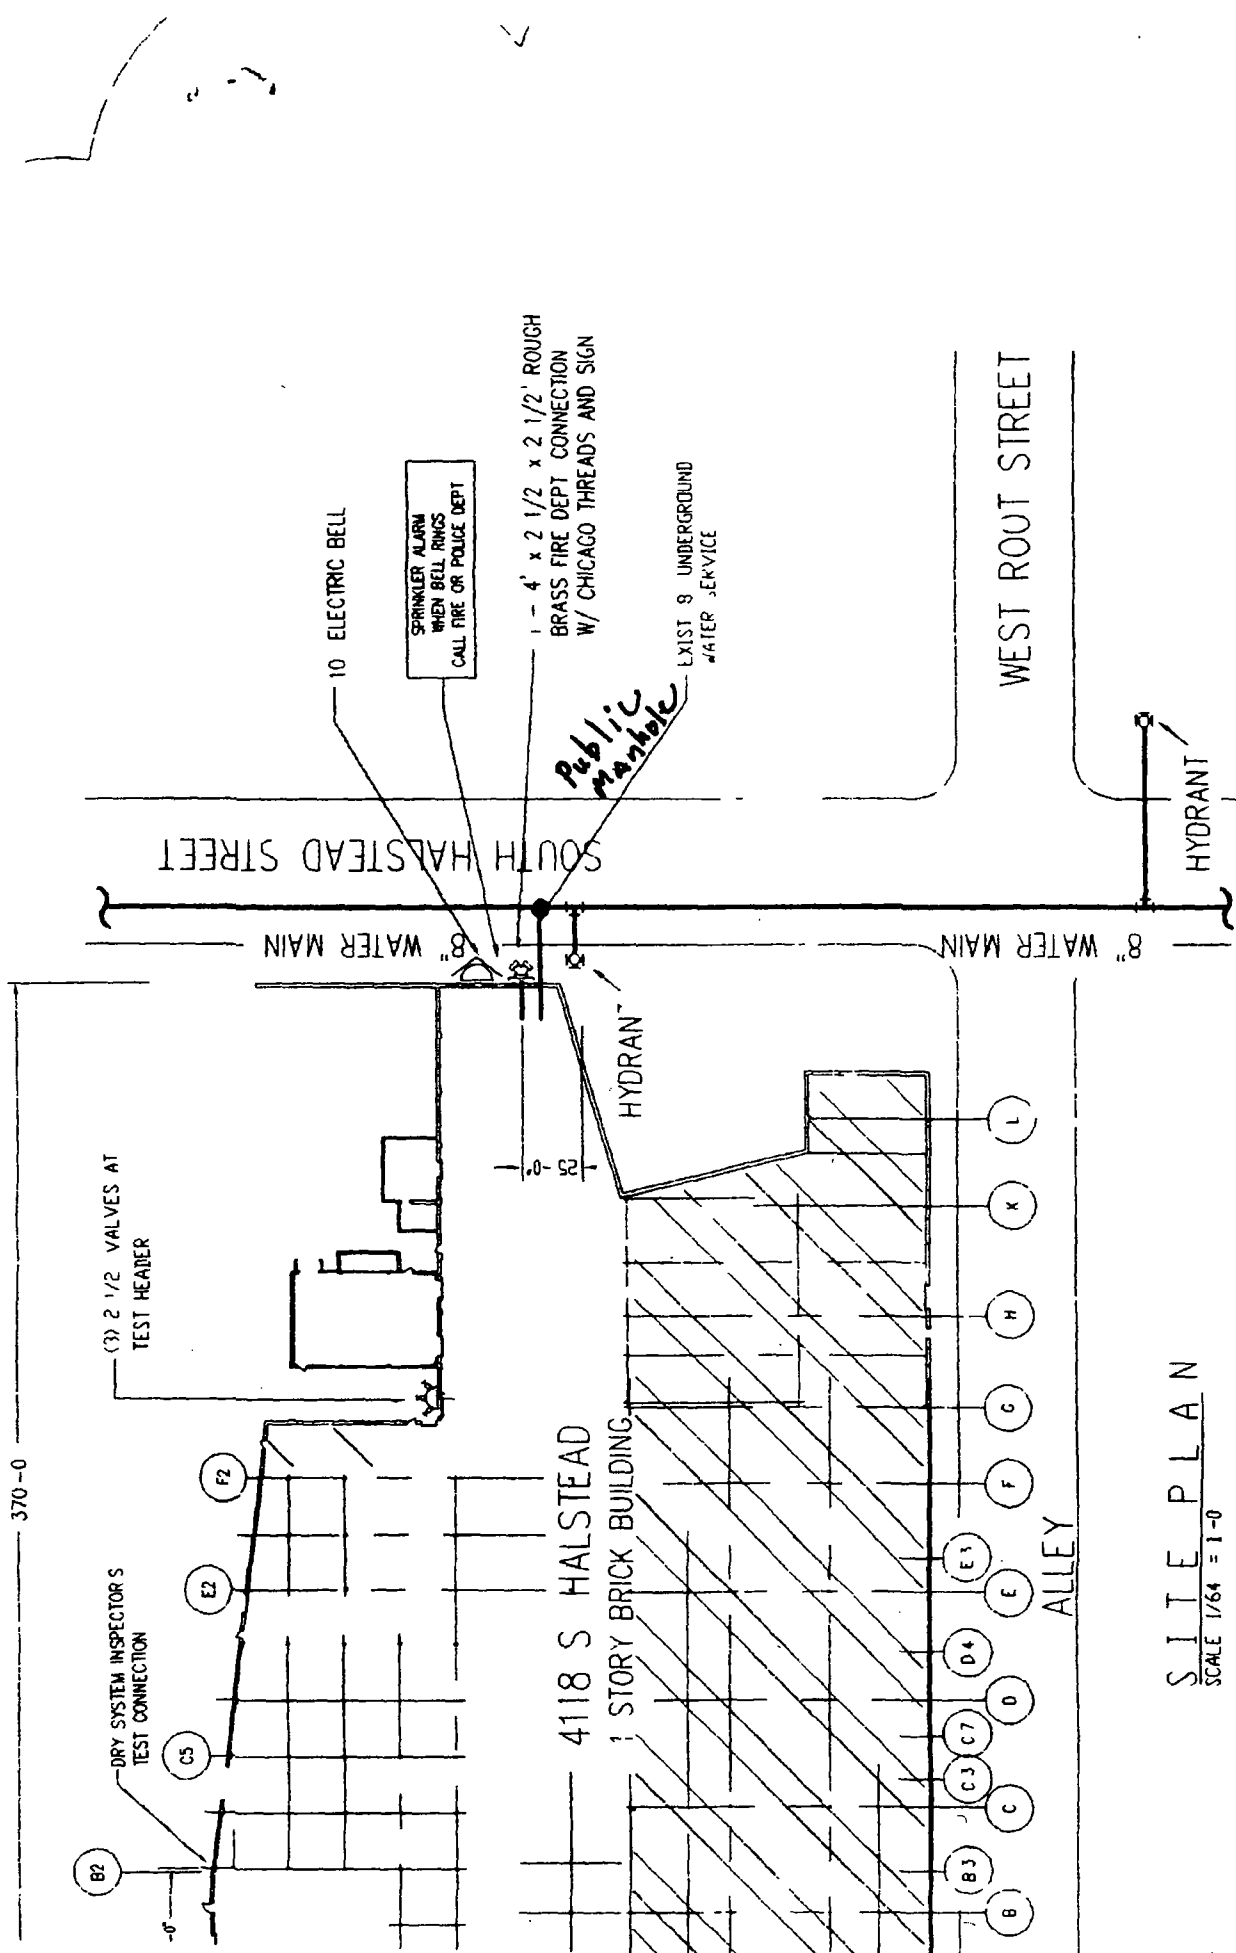 370-0
(3) 2 1/2 VALVES AT
TEST HEADER
DRY SYSTEM INSPECTORS
TEST CONNECTION
B2
C5
E2
F2
-0"
10 ELECTRIC BELL
SPRINKLER ALARM
WHEN BELL RINGS
CALL FIRE OR POLICE DEPT
1 - 4' x 2 1/2 x 2 1/2' ROUGH
BRASS FIRE DEPT CONNECTION
W/ CHICAGO THREADS AND SIGN
Public
Manhole
EXIST 8 UNDERGROUND
WATER SERVICE
SOUTH HALSTEAD STREET
8" WATER MAIN
8" WATER MAIN
WEST ROUT STREET
HYDRANT
HYDRANT
25-0"
4118 S HALSTEAD
1 STORY BRICK BUILDING
B
B3
C
C3
C7
D
D4
E
E3
F
G
H
K
L
ALLEY
SITE PLAN
SCALE 1/64 = 1-0